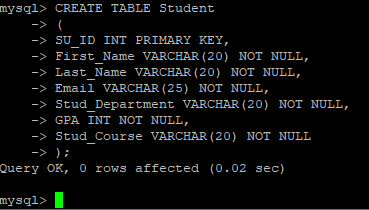 mysql> CREATE TABLE Student
-> (
-> SU_ID INT PRIMARY KEY,
-> First_Name VARCHAR(20) NOT NULL,
-> Last_Name VARCHAR(20) NOT NULL,
-> Email VARCHAR(25) NOT NULL,
-> Stud_Department VARCHAR(20) NOT NULL,
-> GPA INT NOT NULL,
-> Stud_Course VARCHAR(20) NOT NULL
-> );
Query OK, 0 rows affected (0.02 sec)
mysql>